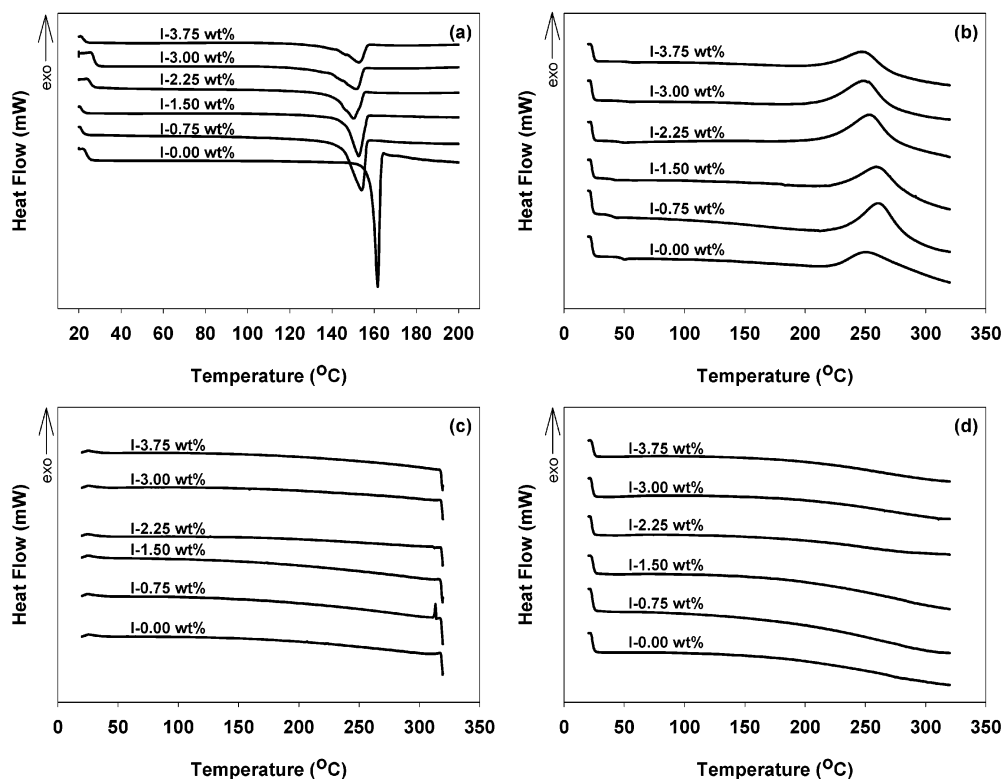 (a)
exo
Heat Flow (mW)
I-3.75 wt%
I-3.00 wt%
I-2.25 wt%
I-1.50 wt%
I-0.75 wt%
I-0.00 wt%
20 40 60 80 100 120 140 160 180 200
Temperature (OC)
(b)
exo
Heat Flow (mW)
I-3.75 wt%
I-3.00 wt%
I-2.25 wt%
I-1.50 wt%
I-0.75 wt%
I-0.00 wt%
0 50 100 150 200 250 300 350
Temperature (OC)
(c)
exo
Heat Flow (mW)
I-3.75 wt%
I-3.00 wt%
I-2.25 wt%
I-1.50 wt%
I-0.75 wt%
I-0.00 wt%
0 50 100 150 200 250 300 350
Temperature (OC)
(d)
exo
Heat Flow (mW)
I-3.75 wt%
I-3.00 wt%
I-2.25 wt%
I-1.50 wt%
I-0.75 wt%
I-0.00 wt%
0 50 100 150 200 250 300 350
Temperature (OC)